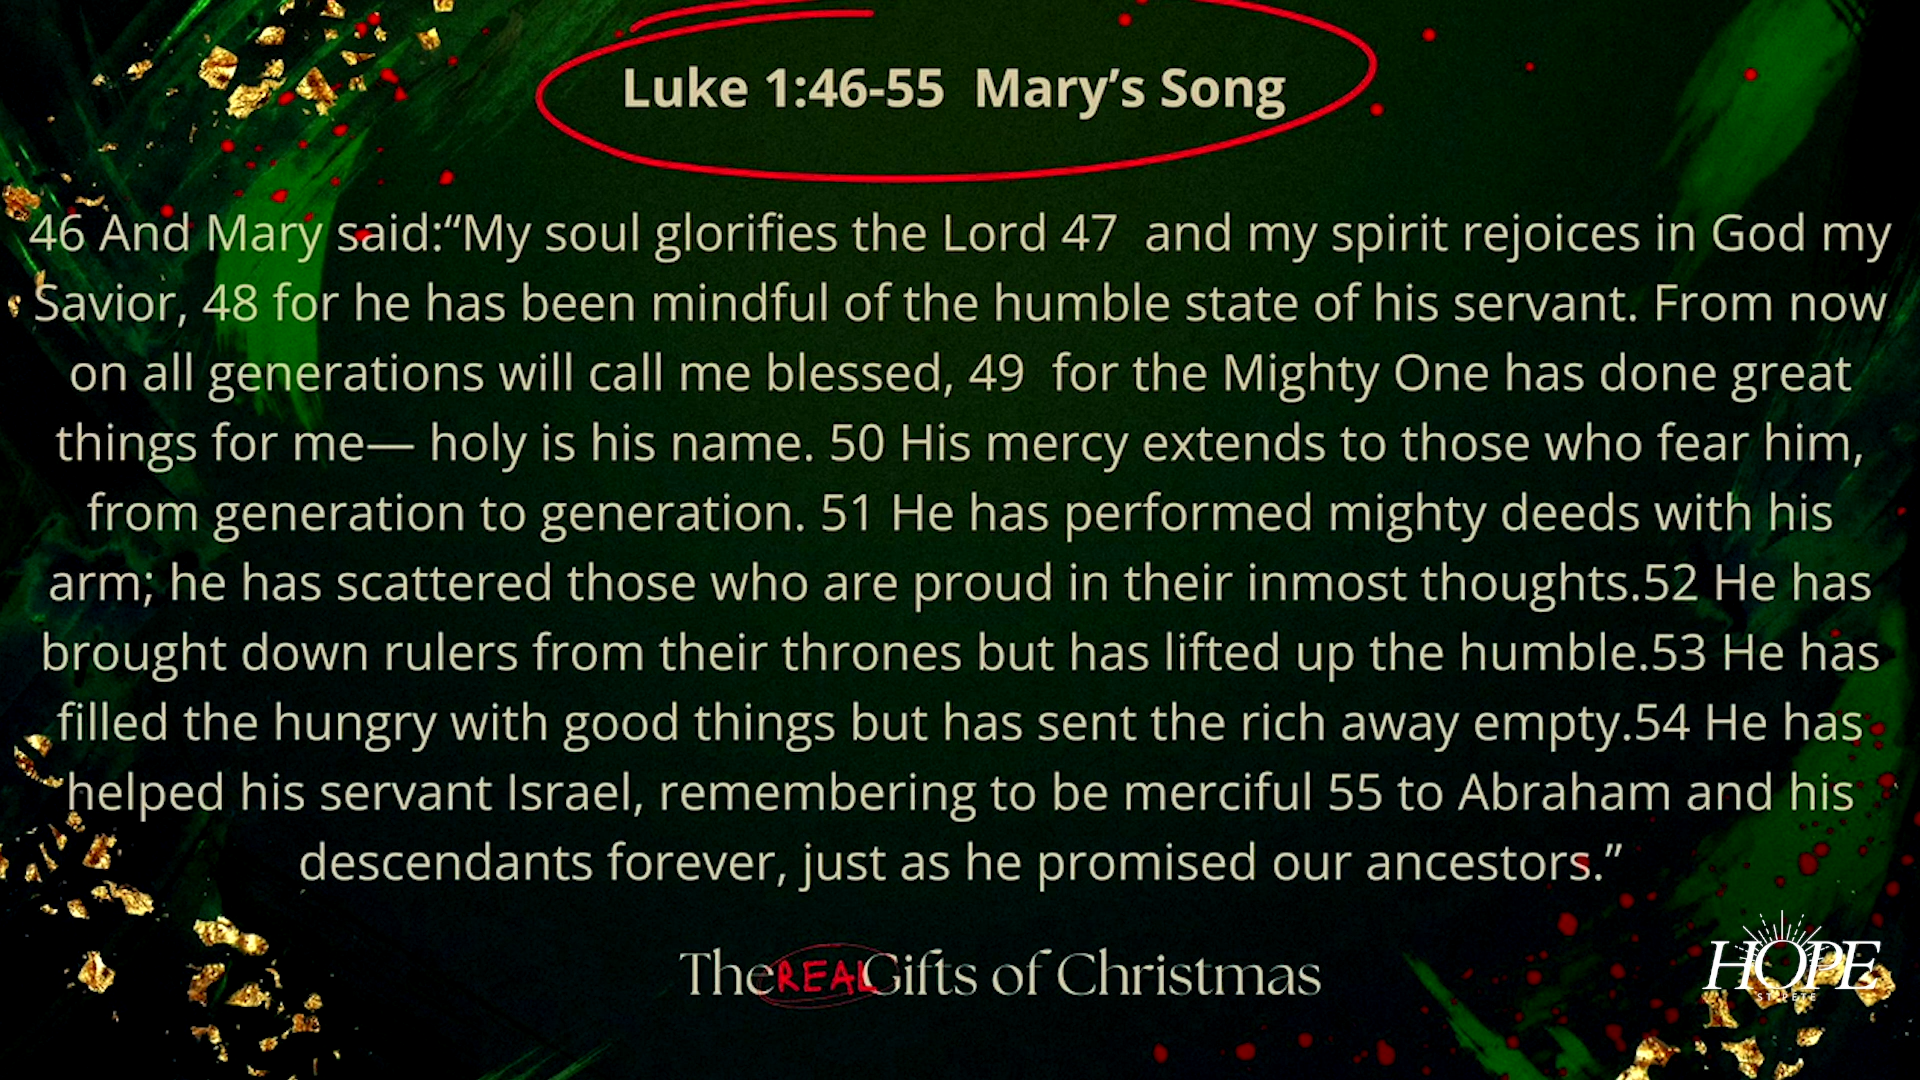 Luke 1:46-55  Mary’s Song
46 And Mary said:“My soul glorifies the Lord 47  and my spirit rejoices in God my
Savior, 48 for he has been mindful of the humble state of his servant. From now
on all generations will call me blessed, 49  for the Mighty One has done great
things for me— holy is his name. 50 His mercy extends to those who fear him,
from generation to generation. 51 He has performed mighty deeds with his
arm; he has scattered those who are proud in their inmost thoughts.52 He has
brought down rulers from their thrones but has lifted up the humble.53 He has
filled the hungry with good things but has sent the rich away empty.54 He has
helped his servant Israel, remembering to be merciful 55 to Abraham and his
descendants forever, just as he promised our ancestors.”
The REAL Gifts of Christmas
HOPE
ST PETE